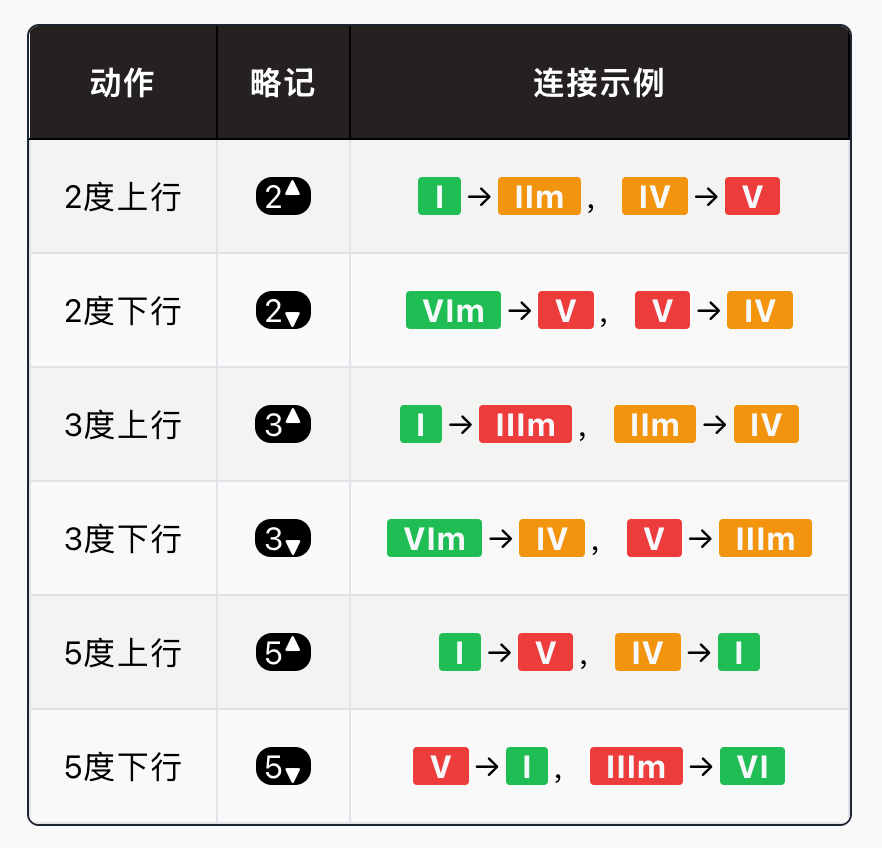 动作 略记 连接示例
2度上行 2▲ I→IIm, IV→V
2度下行 2▼ VIm→V, V→IV
3度上行 3▲ I→IIIm, IIm→IV
3度下行 3▼ VIm→IV, V→IIIm
5度上行 5▲ I→V, IV→I
5度下行 5▼ V→I, IIIm→VI